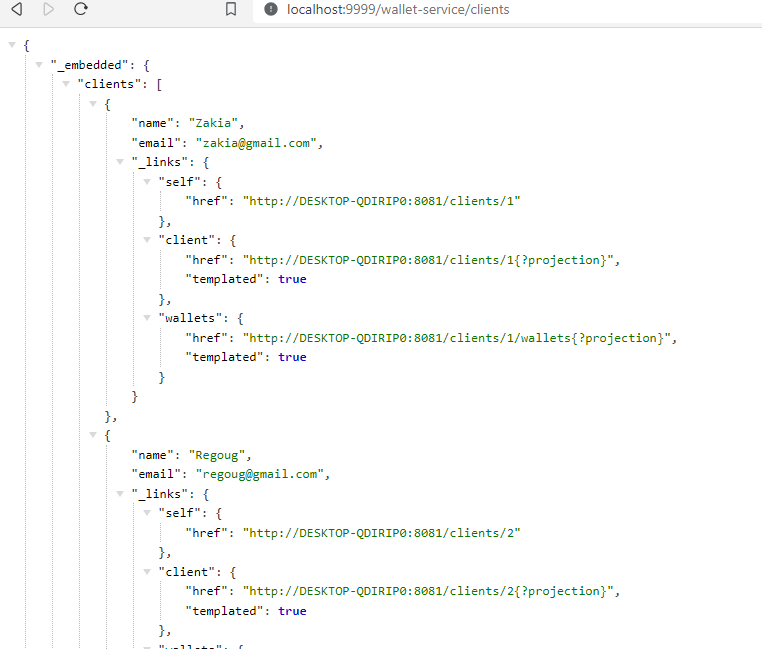 localhost:9999/wallet-service/clients
{
"_embedded": {
"clients": [
{
"name": "Zakia",
"email": "zakia@gmail.com",
"_links": {
"self": {
"href": "http://DESKTOP-QDIRIP0:8081/clients/1"
},
"client": {
"href": "http://DESKTOP-QDIRIP0:8081/clients/1{?projection}",
"templated": true
},
"wallets": {
"href": "http://DESKTOP-QDIRIP0:8081/clients/1/wallets{?projection}",
"templated": true
}
}
},
{
"name": "Regoug",
"email": "regoug@gmail.com",
"_links": {
"self": {
"href": "http://DESKTOP-QDIRIP0:8081/clients/2"
},
"client": {
"href": "http://DESKTOP-QDIRIP0:8081/clients/2{?projection}",
"templated": true
},
"wallets": {